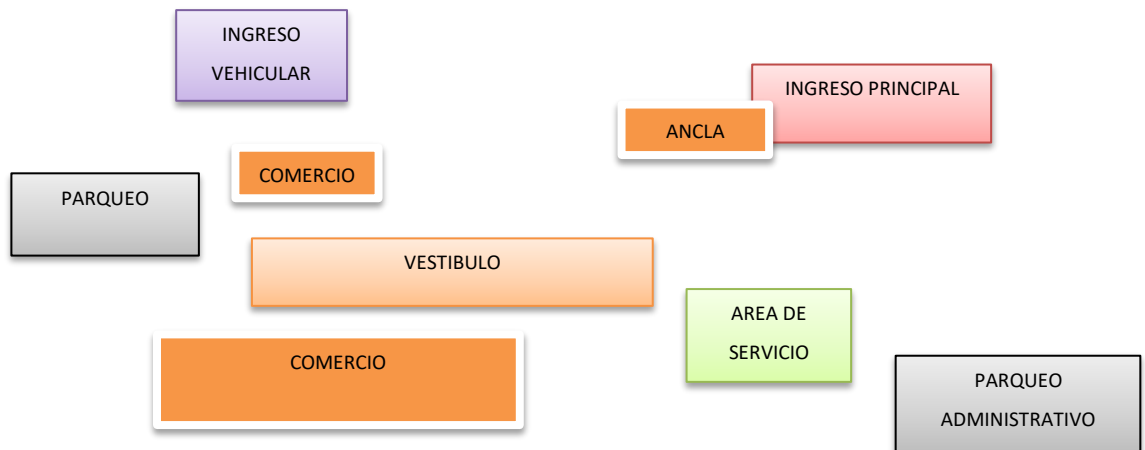 INGRESO
VEHICULAR
INGRESO PRINCIPAL
ANCLA
COMERCIO
PARQUEO
VESTIBULO
AREA DE
SERVICIO
COMERCIO
PARQUEO
ADMINISTRATIVO